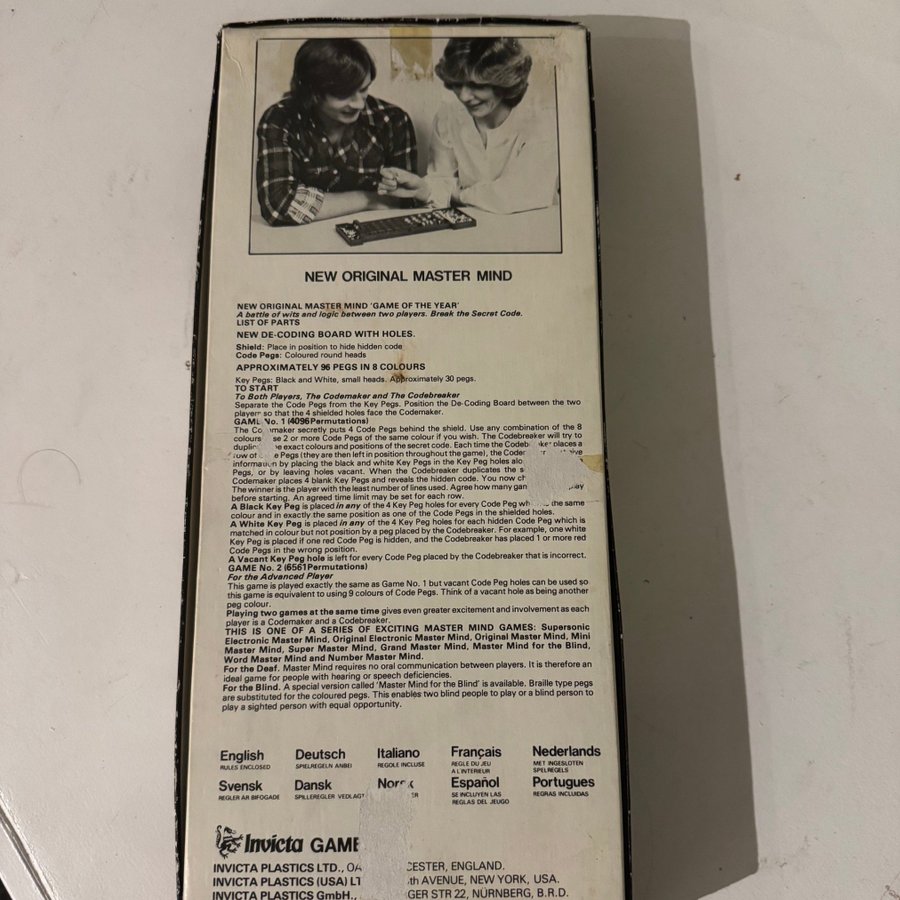 NEW ORIGINAL MASTER MIND
NEW ORIGINAL MASTER MIND 'GAME OF THE YEAR'
A battle of wits and logic between two players. Break the Secret Code.
LIST OF PARTS
NEW DE-CODING BOARD WITH HOLES.
Shield: Place in position to hide hidden code
Code Pegs: Coloured round heads
APPROXIMATELY 96 PEGS IN 8 COLOURS
Key Pegs: Black and White, small heads. Approximately 30 pegs.
TO START
To Both Players, The Codemaker and The Codebreaker
Separate the Code Pegs from the Key Pegs. Position the De-Coding Board between the two
players so that the 4 shielded holes face the Codemaker.
GAME No. 1 (4096 Permutations)
The Codemaker secretly puts 4 Code Pegs behind the shield. Use any combination of the 8
colours. Use 2 or more Code Pegs of the same colour if you wish. The Codebreaker will try to
exact colours and positions of the secret code. Each time the places a
row of Pegs (they are then left in position throughout the game), the
information by placing the black and white Key Pegs in the Key Peg holes
Pegs, or by leaving holes vacant. When the Codebreaker duplicates the
Codemaker places 4 blank Key Pegs and reveals the hidden code. You now
The winner is the player with the least number of lines used. Agree how many
before starting. An agreed time limit may be set for each row.
A Black Key Peg is placed in any of the 4 Key Peg holes for every Code Peg the same
colour and in exactly the same position as one of the Code Pegs in the shielded holes.
A White Key Peg is placed in any of the 4 Key Peg holes for each hidden Code Peg which is
matched in colour but not position by a peg placed by the Codebreaker. For example, one white
Key Peg is placed if one red Code Peg is hidden, and the Codebreaker has placed 1 or more red
Code Pegs in the wrong position.
A Vacant Key Peg hole is left for every Code Peg placed by the Codebreaker that is incorrect.
GAME No. 2 (6561 Permutations)
For the Advanced Player
This game is played exactly the same as Game No. 1 but vacant Code Peg holes can be used so
this game is equivalent to using 9 colours of Code Pegs. Think of a vacant hole as being another
peg colour.
Playing two games at the same time gives even greater excitement and involvement as each
player is a Codemaker and a Codebreaker.
THIS IS ONE OF A SERIES OF EXCITING MASTER MIND GAMES: Supersonic
Electronic Master Mind, Original Electronic Master Mind, Original Master Mind, Mini
Master Mind, Super Master Mind, Grand Master Mind, Master Mind for the Blind,
Word Master Mind and Number Master Mind.
For the Deaf. Master Mind requires no oral communication between players. It is therefore an
ideal game for people with hearing or speech deficiencies.
For the Blind. A special version called 'Master Mind for the Blind' is available. Braille type pegs
are substituted for the coloured pegs. This enables two blind people to play or a blind person to
play a sighted person with equal opportunity.
English Deutsch Italiano Français Nederlands
RULES ENCLOSED SPIELREGELN ANBEI REGOLE INCLUSE REGLE DU JEU MET INGESLOTEN
A L'INTERIEUR SPELREGELS
Svensk Dansk Norsk Español Portugues
REGLER AR BIFOGADE SPILLEREGLER VEDLAGT SE INCLUYEN LAS REGRAS INCLUIDAS
REGLAS DEL JEUGO
Invicta GAME
INVICTA PLASTICS LTD., ENGLAND.
INVICTA PLASTICS (USA) AVENUE, NEW YORK, USA.
INVICTA PLASTICS GmbH., STR 22, NÜRNBERG, B.R.D.